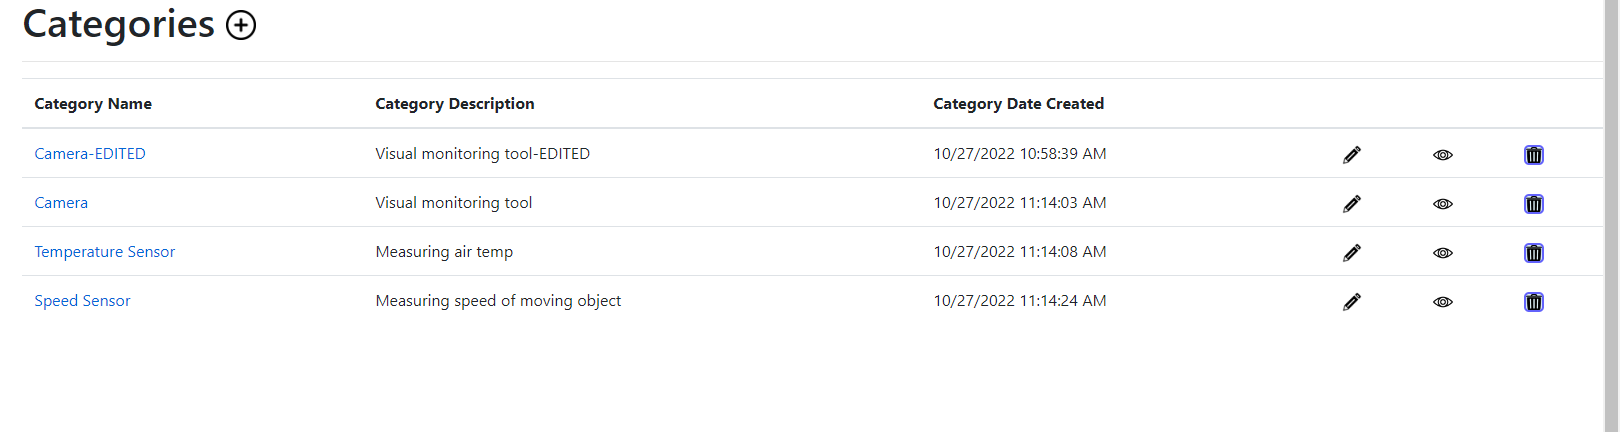 Categories
Category Name Category Description Category Date Created
Camera-EDITED Visual monitoring tool-EDITED 10/27/2022 10:58:39 AM
Camera Visual monitoring tool 10/27/2022 11:14:03 AM
Temperature Sensor Measuring air temp 10/27/2022 11:14:08 AM
Speed Sensor Measuring speed of moving object 10/27/2022 11:14:24 AM